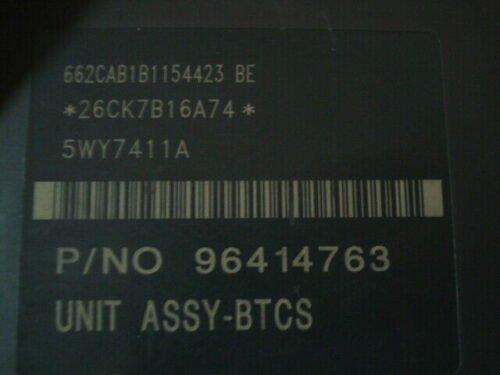 662CAB1B1154423 BE
*26CK7B16A74*
5WY7411A
P/NO 96414763
UNIT ASSY-BTCS